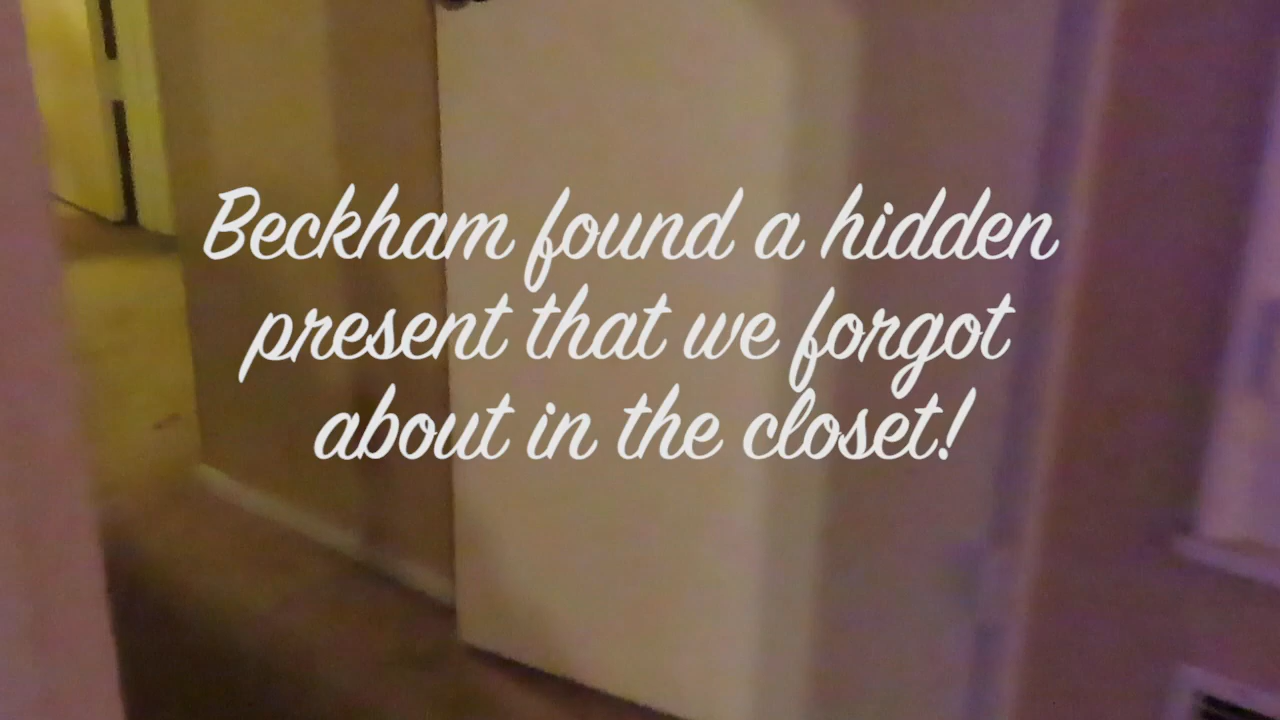 Beckham found a hidden
present that we forgot
about in the closet!